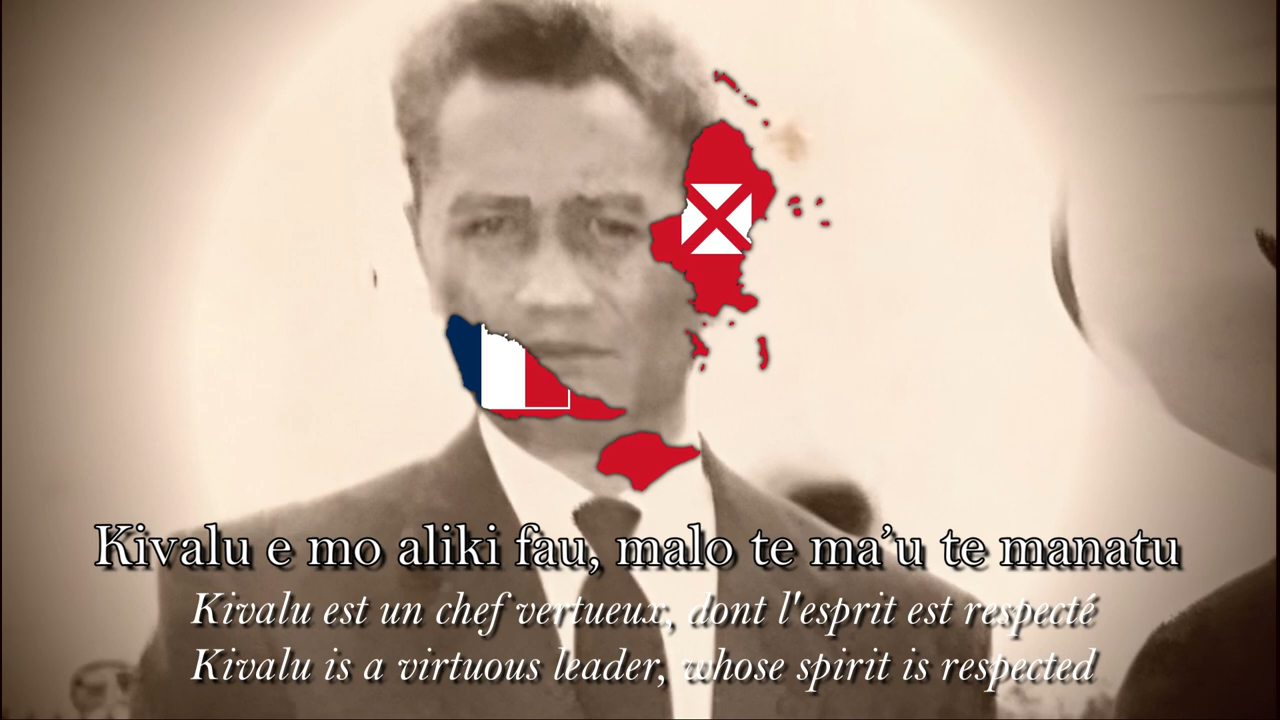 Kivalu e mo aliki fau, malo te ma’u te manatu
Kivalu est un chef vertueux, dont l'esprit est respecté
Kivalu is a virtuous leader, whose spirit is respected